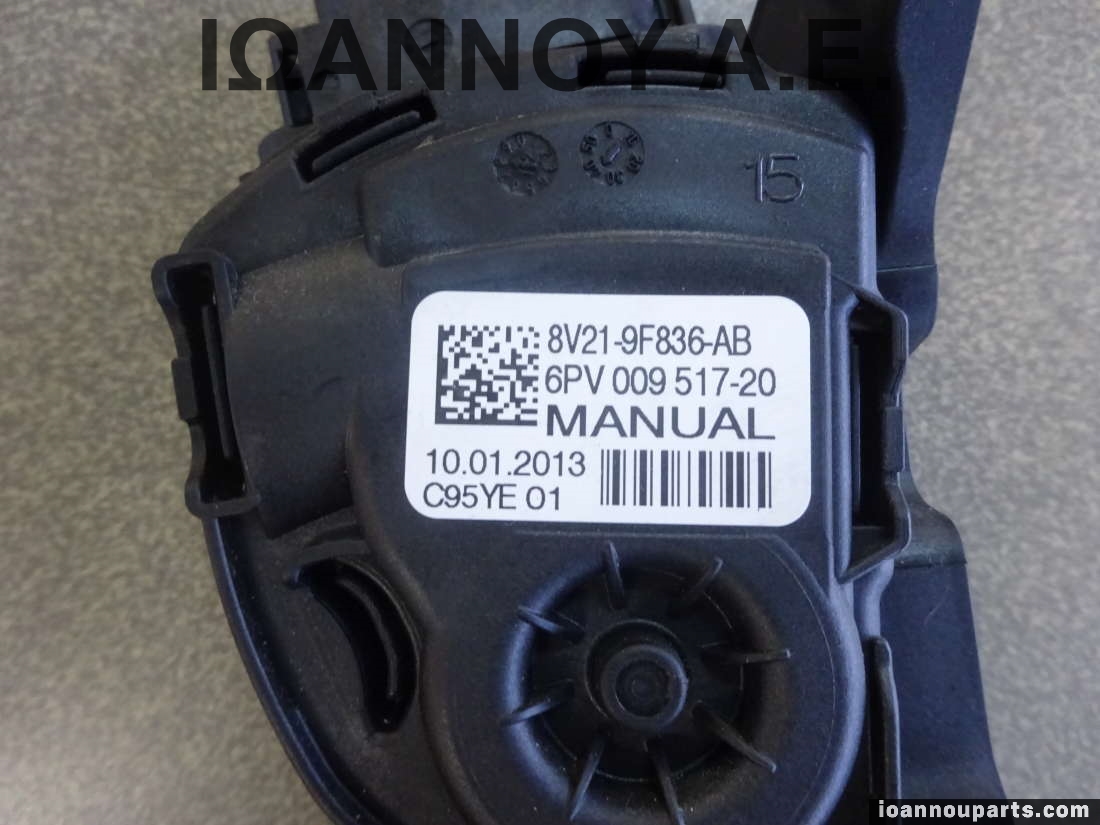 ΙΩΑΝΝΟΥ Α.Ε.
15
8V21-9F836-AB
6PV 009 517-20
MANUAL
10.01.2013
C95YE 01
ioannouparts.com